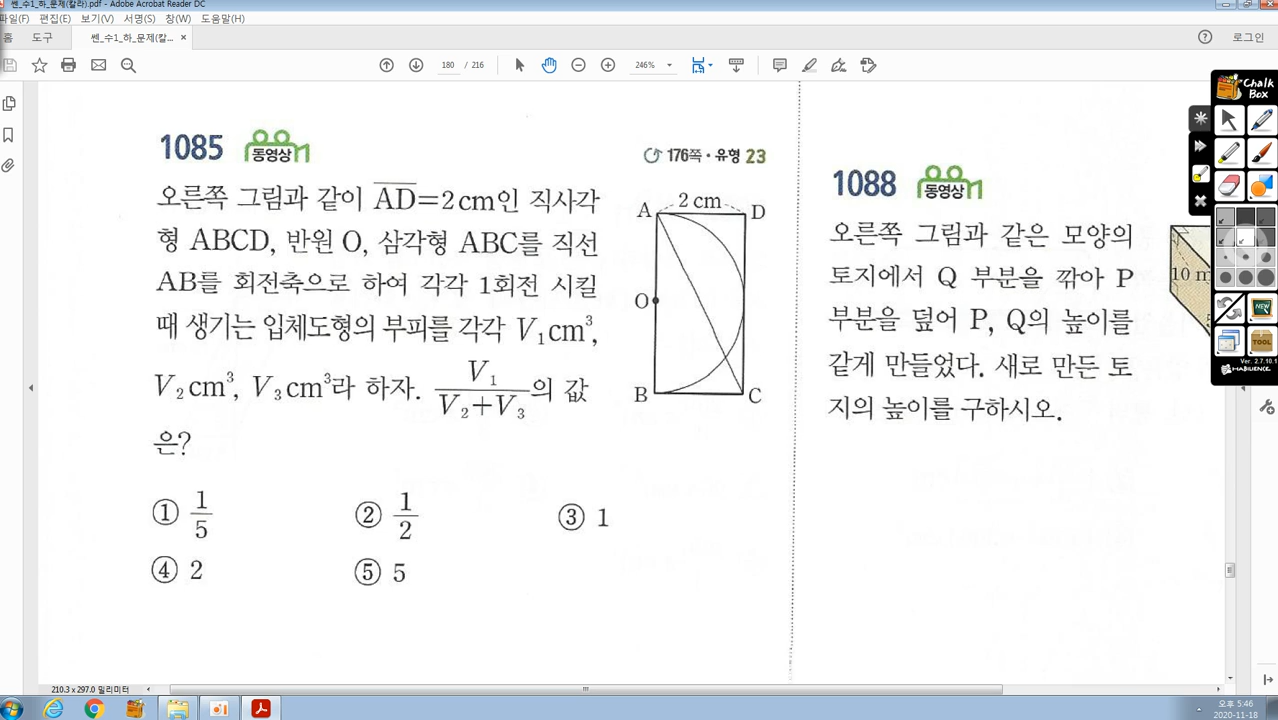 쎈_수1_하_문제(칼라).pdf - Adobe Acrobat Reader DC
파일(F) 편집(E) 보기(V) 서명(S) 창(W) 도움말(H)
홈 도구 쎈_수1_하_문제(칼... × 로그인
180 / 216 246%
Chalk Box
1085 동영상 176쪽·유형 23
오른쪽 그림과 같이 \overline{AD}=2cm인 직사각
형 ABCD, 반원 O, 삼각형 ABC를 직선
AB를 회전축으로 하여 각각 1회전 시킬
때 생기는 입체도형의 부피를 각각 V₁cm³,
V₂cm³, V₃cm³라 하자. V₁/(V₂+V₃)의 값
은?
① 1/5 ② 1/2 ③ 1
④ 2 ⑤ 5
2 cm
A D
O
B C
1088 동영상
오른쪽 그림과 같은 모양의
토지에서 Q 부분을 깎아 P
부분을 덮어 P, Q의 높이를
같게 만들었다. 새로 만든 토
지의 높이를 구하시오.
10 m
NEW
TOOL
Ver. 2.7.10.1
HABILIENCE
210.3 x 297.0 밀리미터
오후 5:46
2020-11-18